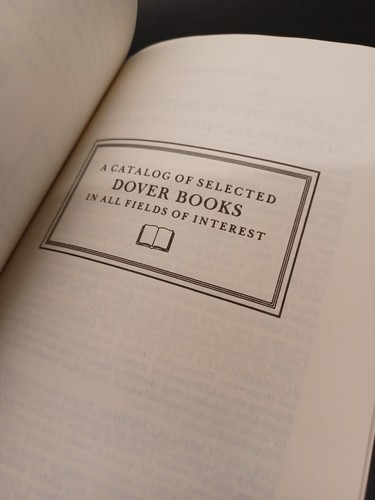 A CATALOG OF SELECTED
DOVER BOOKS
IN ALL FIELDS OF INTEREST